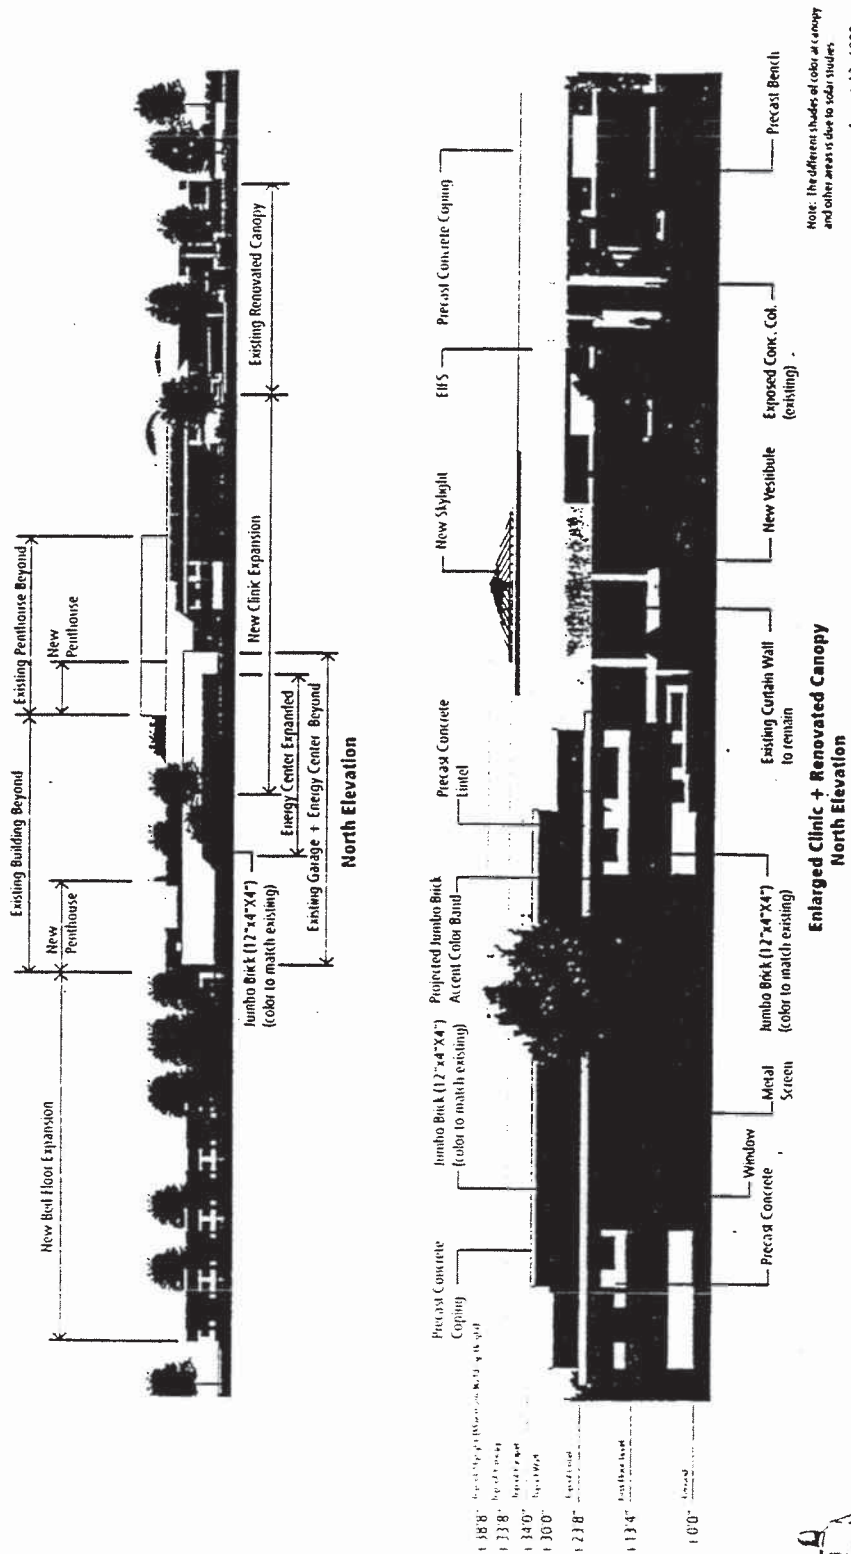 Existing Building Beyond
Existing Penthouse Beyond
New Bed Floor Expansion
New
Penthouse
New
Penthouse
Existing Renovated Canopy
New Clinic Expansion
Energy Center Expanded
Existing Garage + Energy Center Beyond
Jumbo Brick (12"x4"X4")
(color to match existing)
North Elevation
Precast Concrete
Coping
Jumbo Brick (12"x4"X4")
(color to match existing)
Projected Jumbo Brick
Accent Color Band
Precast Concrete
Lintel
New Skylight
EIFS
Precast Concrete Coping
+ 34'0"
+ 30'0"
+ 23'8"
+ 13'4"
Precast Concrete
Window
Metal
Screen
Jumbo Brick (12"x4"X4")
(color to match existing)
Existing Curtain Wall
to remain
New Vestibule
Exposed Conc. Col.
(existing)
Precast Bench
Enlarged Clinic + Renovated Canopy
North Elevation
Note: The different shades of color at canopy
and other areas is due to solar studies